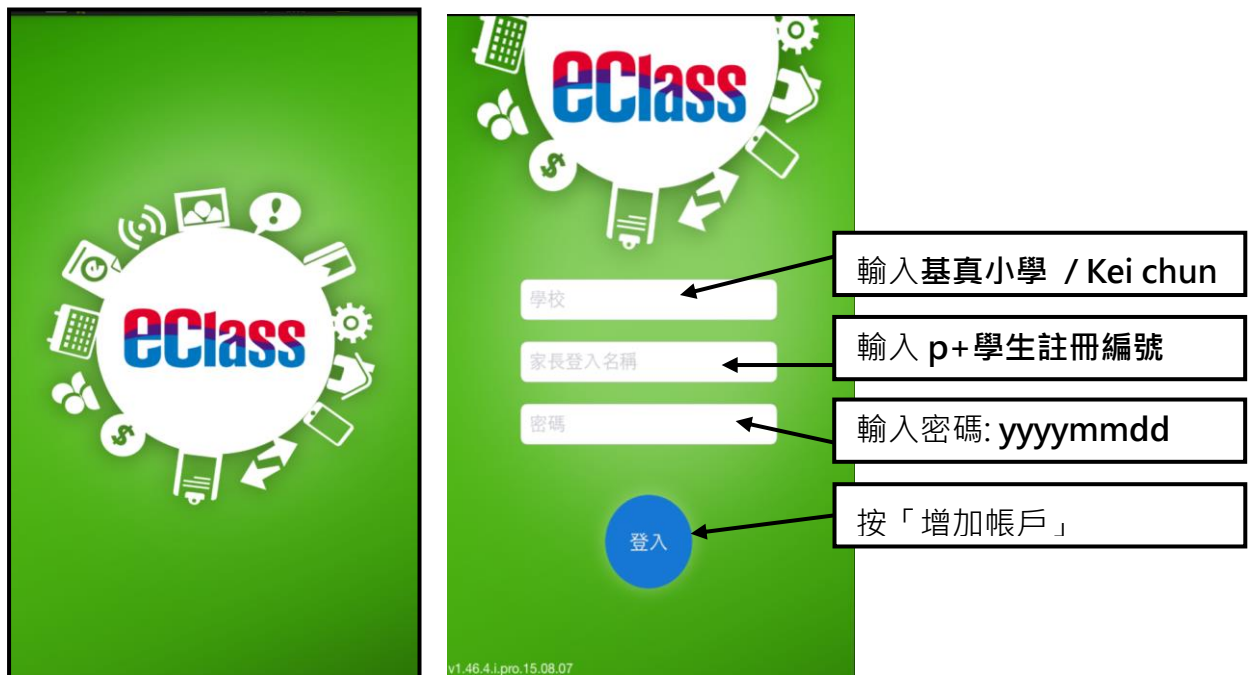 eClass
eClass
學校
輸入基真小學 / Kei chun
家長登入名稱
輸入 p+學生註冊編號
密碼
輸入密碼: yyyymmdd
登入
按「增加帳戶」
v1.46.4.i.pro.15.08.07